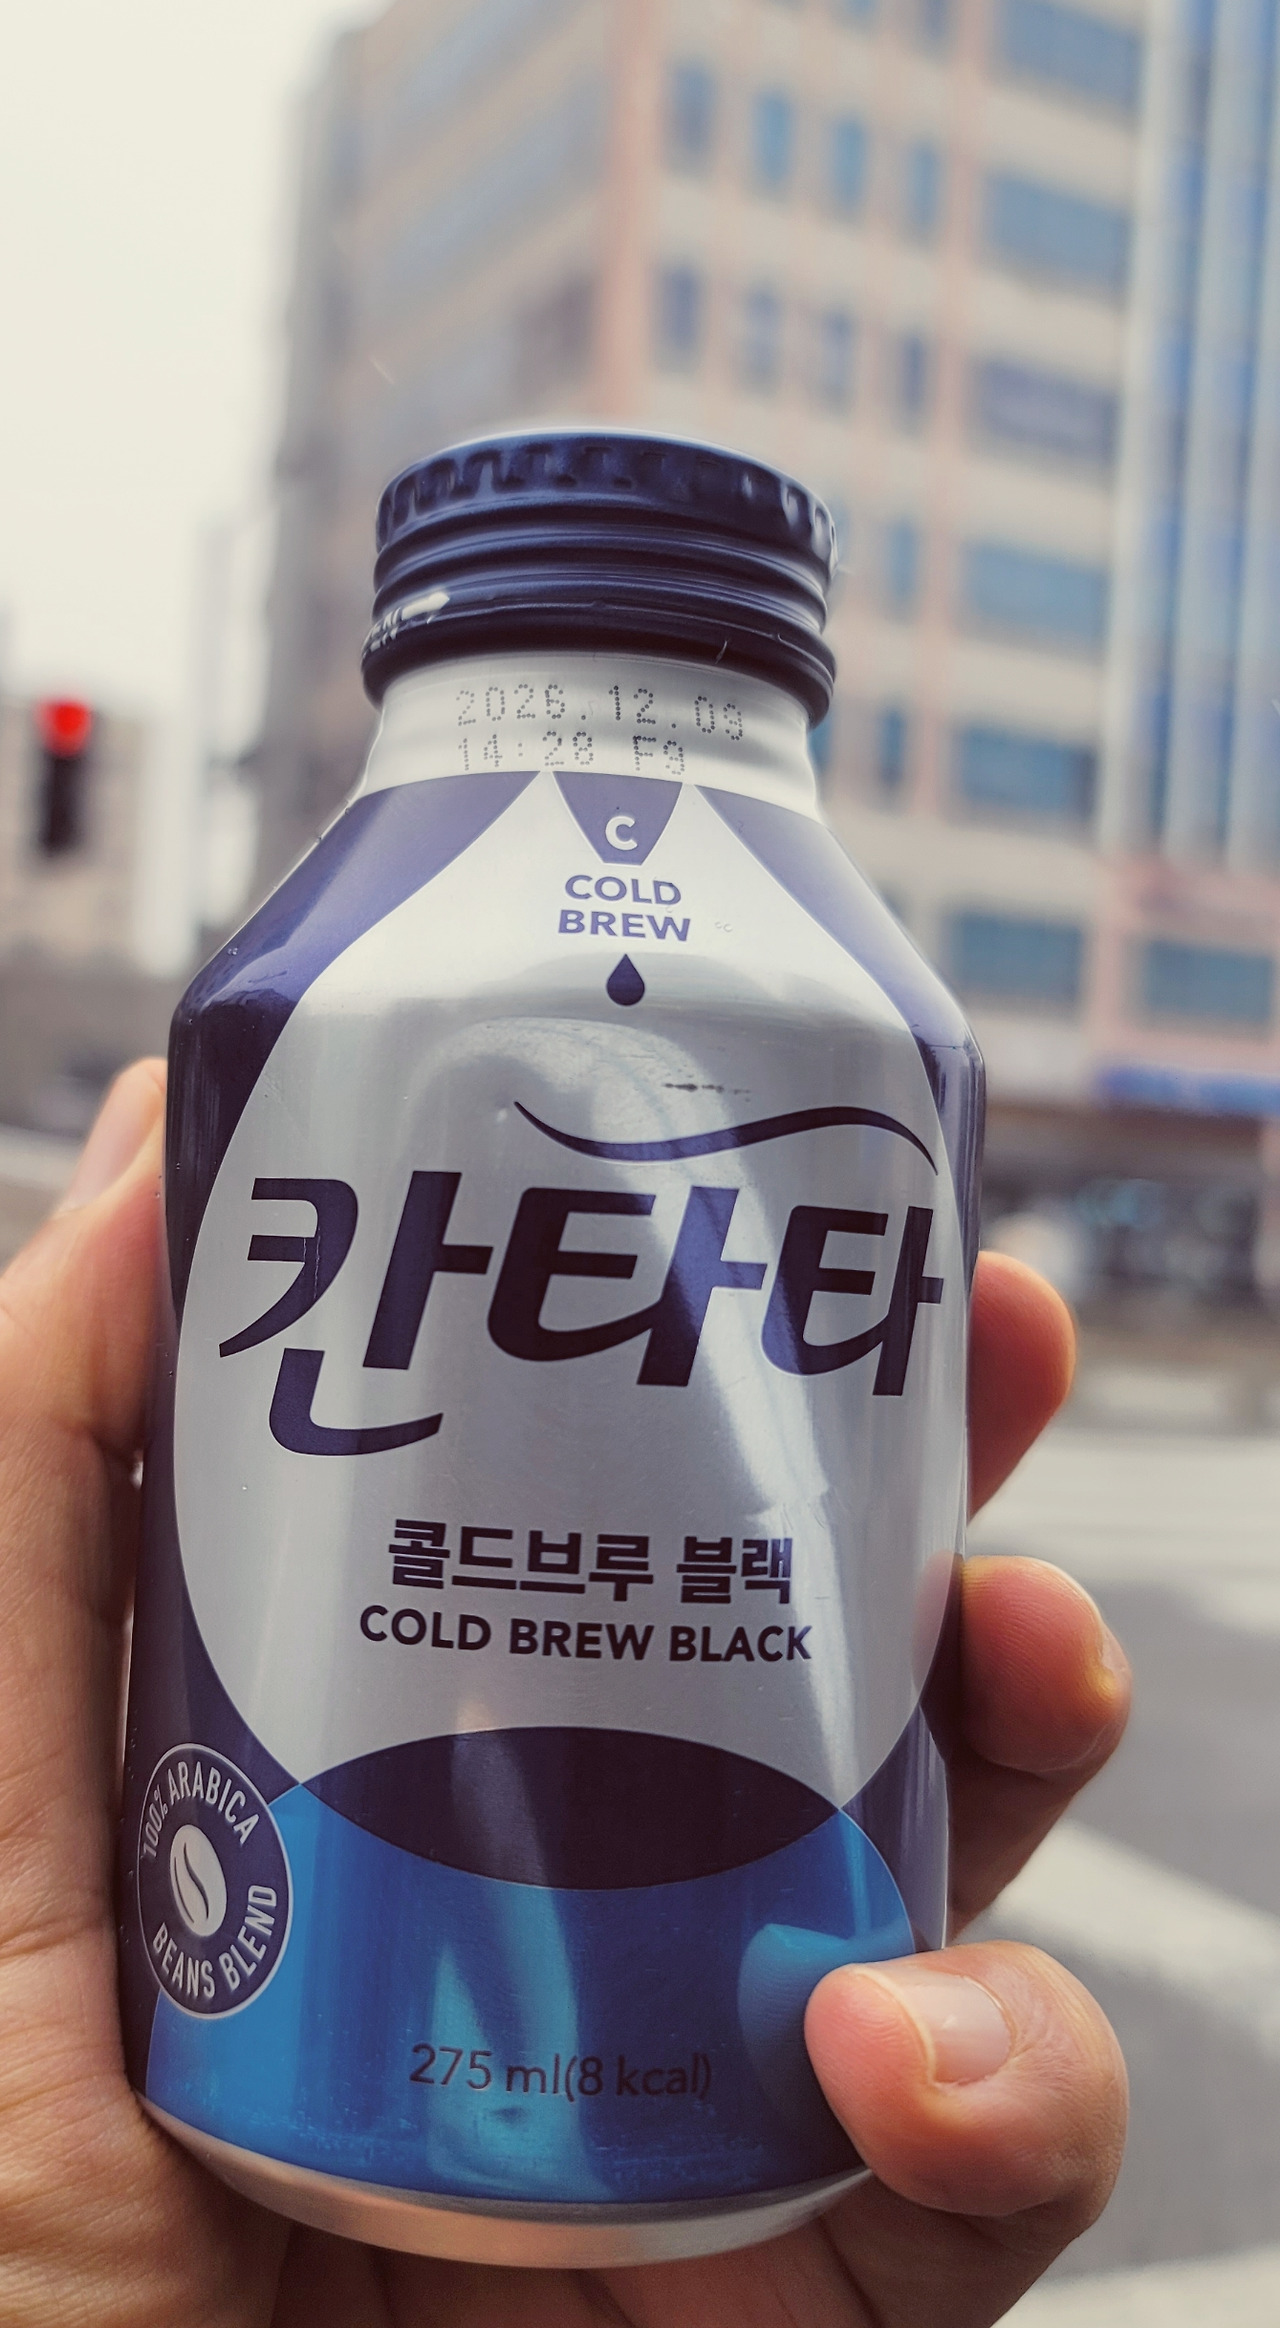 2026.12.09
14:28 F9
C
COLD
BREW
칸타타
콜드브루 블랙
COLD BREW BLACK
100% ARABICA
BEANS BLEND
275 ml(8 kcal)